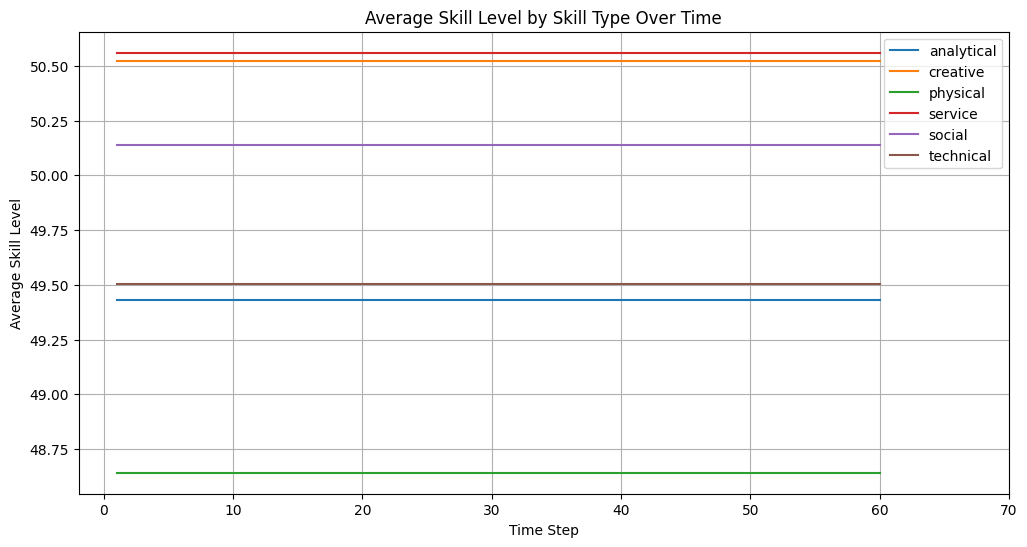 Average Skill Level by Skill Type Over Time
Average Skill Level
50.50
50.25
50.00
49.75
49.50
49.25
49.00
48.75
analytical
creative
physical
service
social
technical
0 10 20 30 40 50 60 70
Time Step